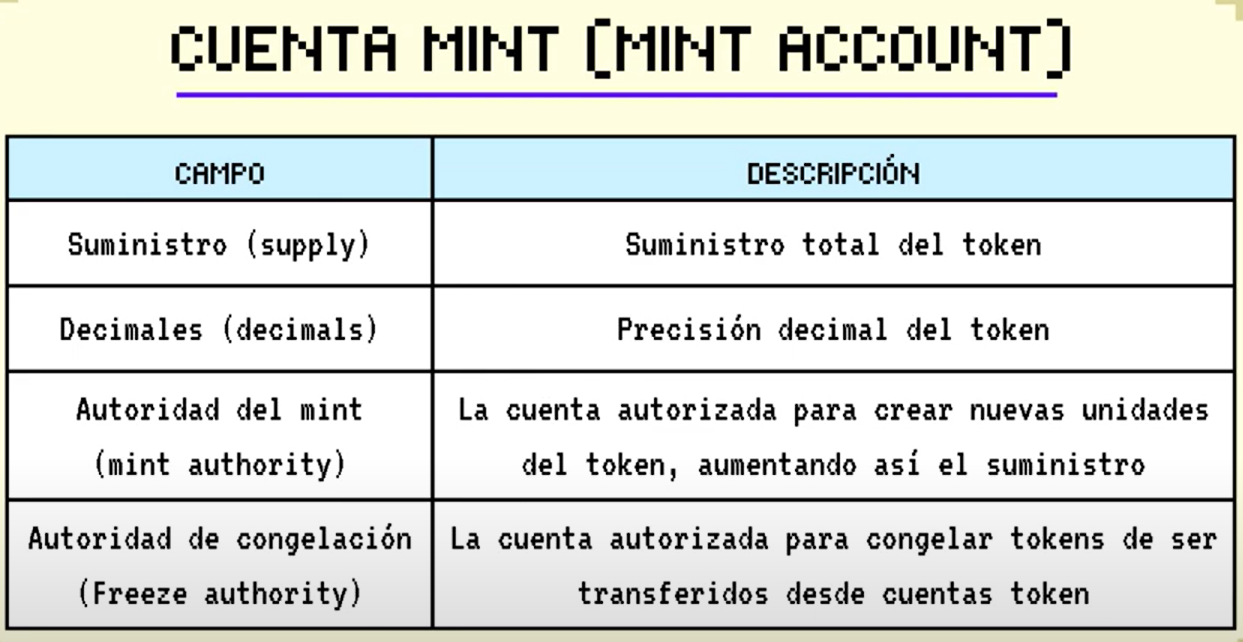 CUENTA MINT (MINT ACCOUNT)
CAMPO
DESCRIPCIÓN
Suministro (supply)
Suministro total del token
Decimales (decimals)
Precisión decimal del token
Autoridad del mint
(mint authority)
La cuenta autorizada para crear nuevas unidades
del token, aumentando así el suministro
Autoridad de congelación
(Freeze authority)
La cuenta autorizada para congelar tokens de ser
transferidos desde cuentas token